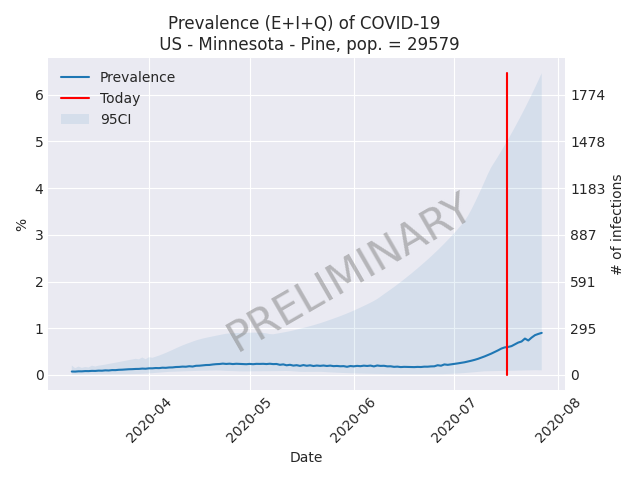 Prevalence (E+I+Q) of COVID-19
US - Minnesota - Pine, pop. = 29579
Prevalence
Today
95CI
6
5
4
3
2
1
0
%
1774
1478
1183
887
591
295
0
# of infections
PRELIMINARY
2020-04
2020-05
2020-06
2020-07
2020-08
Date